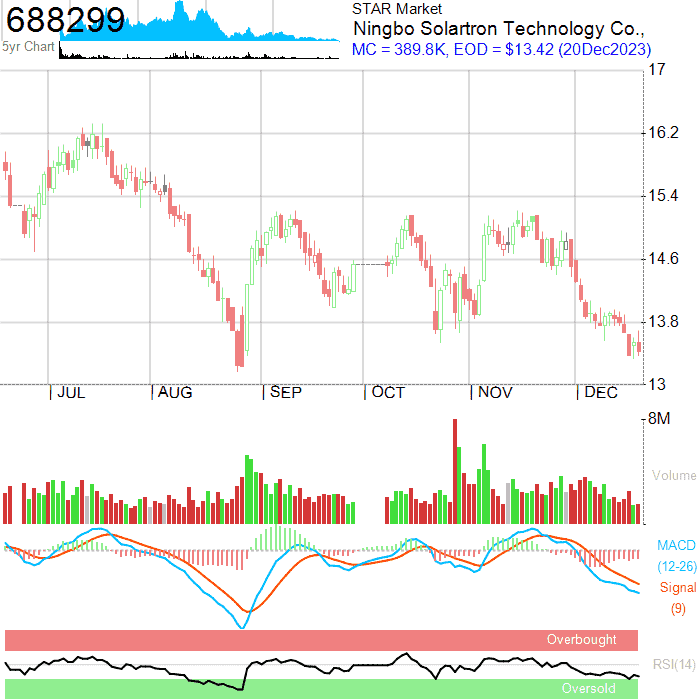 688299
5yr Chart
STAR Market
Ningbo Solartron Technology Co.,
MC = 389.8K, EOD = $13.42 (20Dec2023)
17
16.2
15.4
14.6
13.8
13
JUL AUG SEP OCT NOV DEC
8M
Volume
MACD
(12-26)
Signal
(9)
Overbought
RSI(14)
Oversold